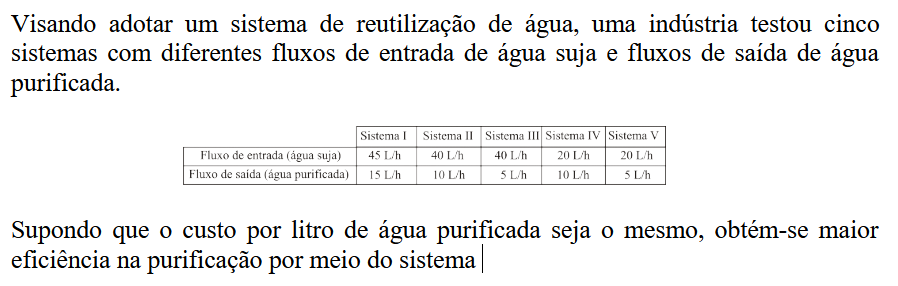 Visando adotar um sistema de reutilização de água, uma indústria testou cinco
sistemas com diferentes fluxos de entrada de água suja e fluxos de saída de água
purificada.
Sistema I Sistema II Sistema III Sistema IV Sistema V
Fluxo de entrada (água suja) 45 L/h 40 L/h 40 L/h 20 L/h 20 L/h
Fluxo de saída (água purificada) 15 L/h 10 L/h 5 L/h 10 L/h 5 L/h
Supondo que o custo por litro de água purificada seja o mesmo, obtém-se maior
eficiência na purificação por meio do sistema